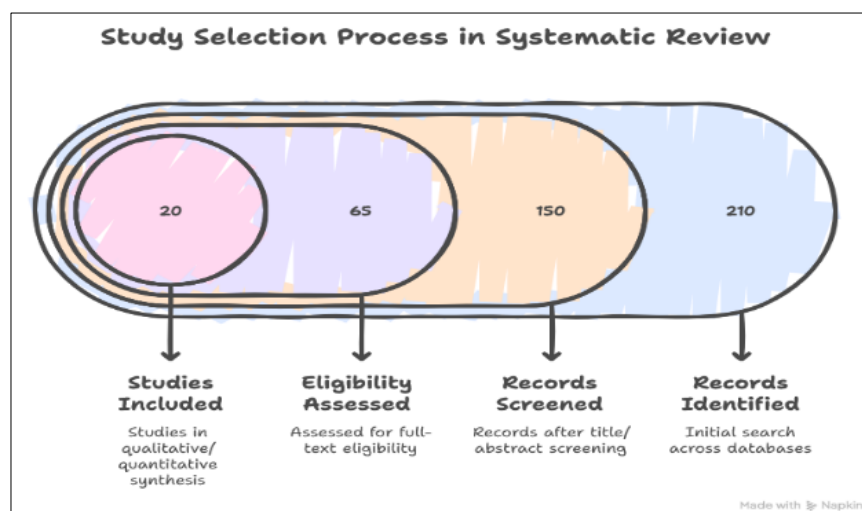 Study Selection Process in Systematic Review
20
65
150
210
Studies
Included
Studies in
qualitative/
quantitative
synthesis
Eligibility
Assessed
Assessed for full-
text eligibility
Records
Screened
Records after title/
abstract screening
Records
Identified
Initial search
across databases
Made with Napkin